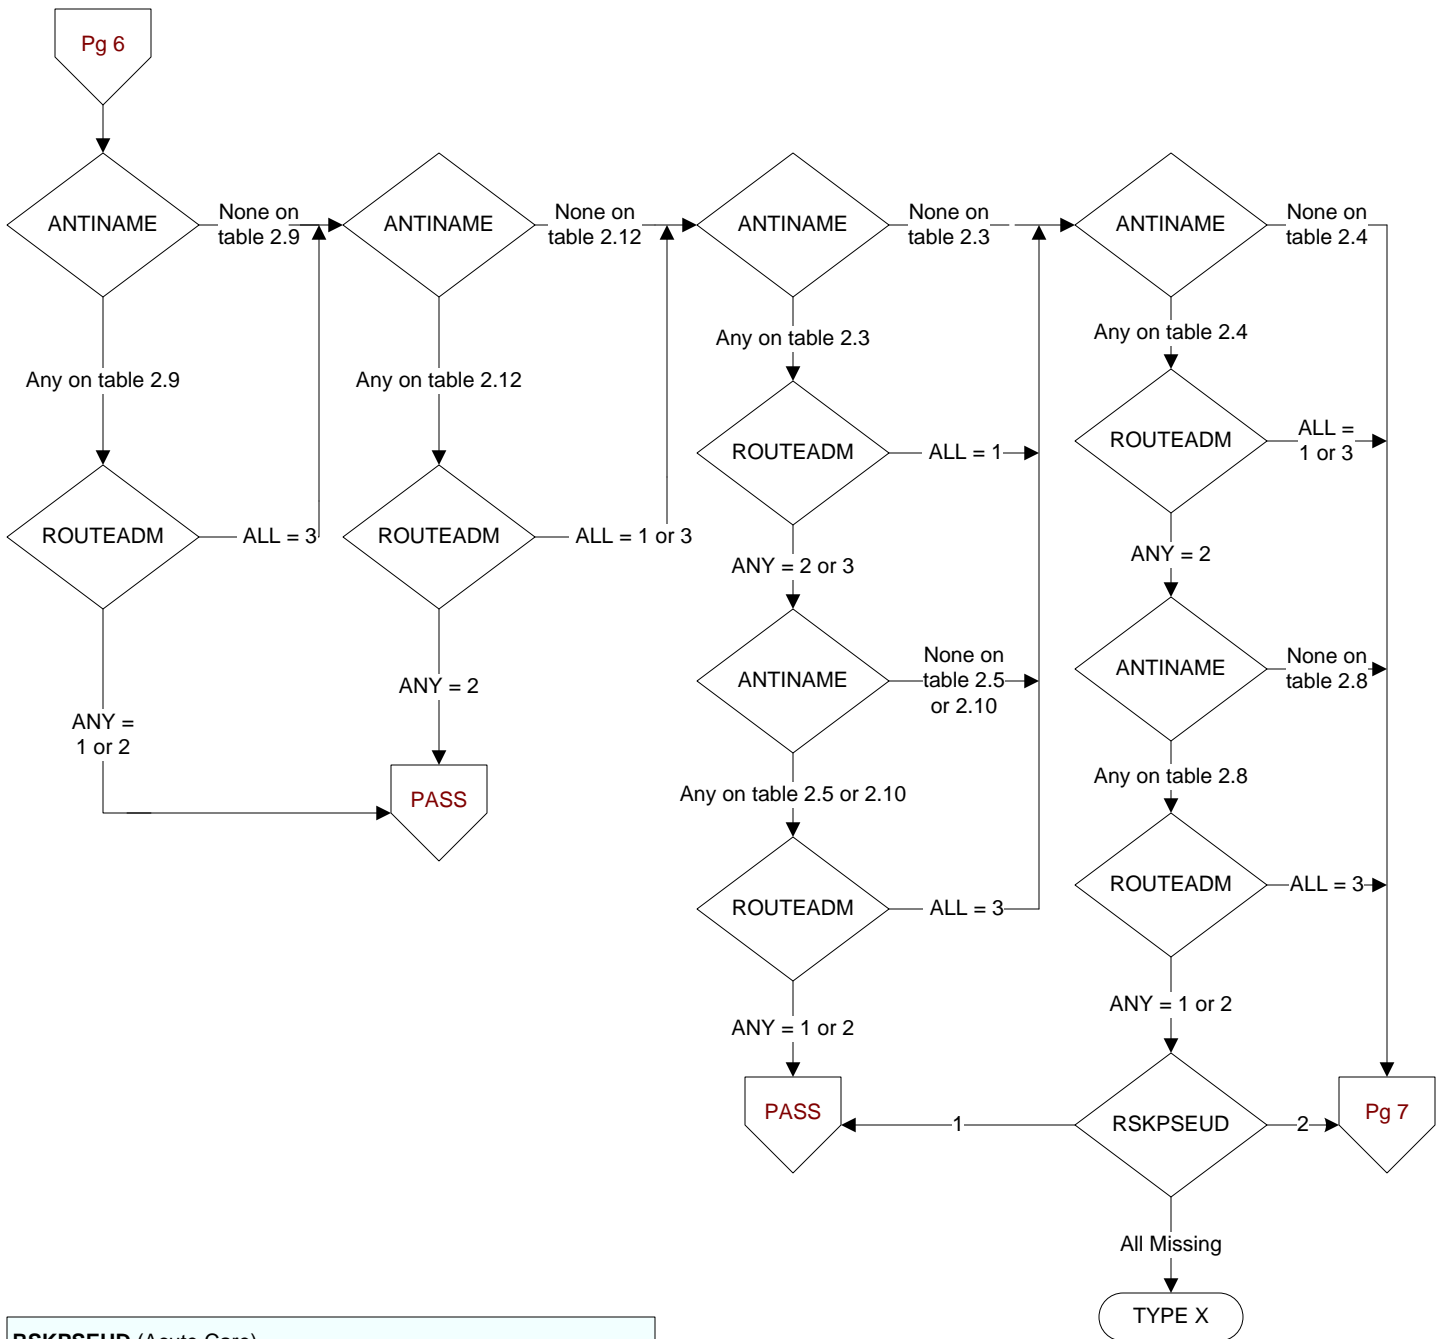 Pg 6
ANTINAME
None on
table 2.9
ANTINAME
None on
table 2.12
ANTINAME
None on
table 2.3
ANTINAME
None on
table 2.4
Any on table 2.9
Any on table 2.12
Any on table 2.3
Any on table 2.4
ROUTEADM
ALL = 3
ROUTEADM
ALL = 1 or 3
ROUTEADM
ALL = 1
ROUTEADM
ALL =
1 or 3
ANY =
1 or 2
ANY = 2
PASS
ANY = 2 or 3
ANTINAME
None on
table 2.5
or 2.10
Any on table 2.5 or 2.10
ROUTEADM
ALL = 3
ANY = 1 or 2
PASS
ANY = 2
ANTINAME
None on
table 2.8
Any on table 2.8
ROUTEADM
ALL = 3
ANY = 1 or 2
1
RSKPSEUD
2
Pg 7
All Missing
TYPE X
RSKPSEUD (Acute Care)